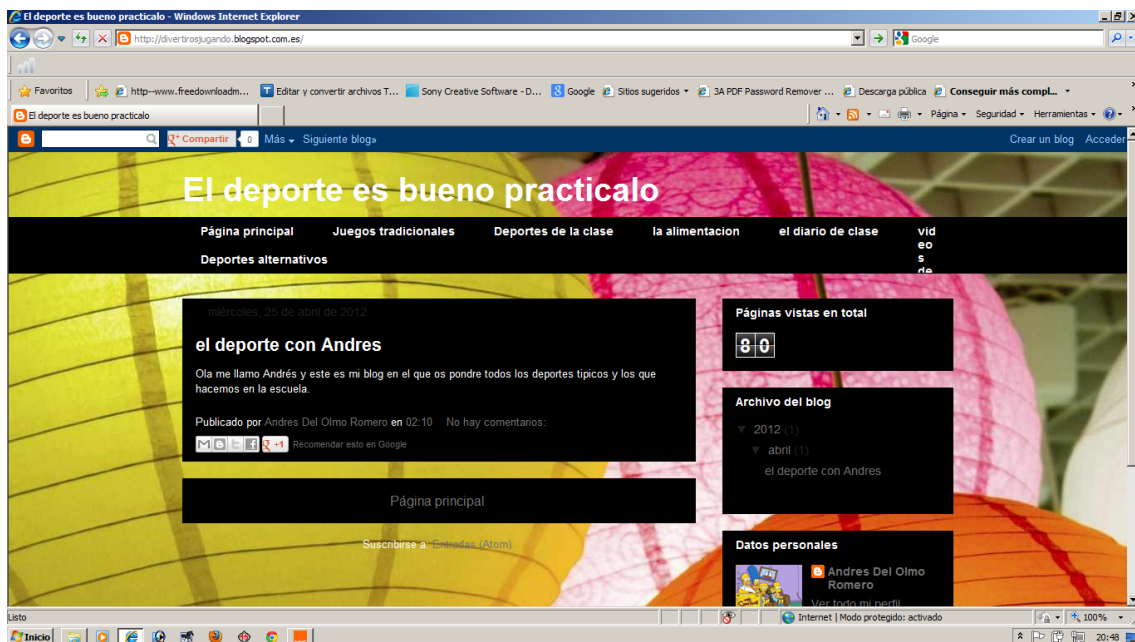 El deporte es bueno practicalo - Windows Internet Explorer
http://divertirosjugando.blogspot.com.es/
Google
Favoritos
http--www.freedownloadm...
Editar y convertir archivos T...
Sony Creative Software - D...
Google
Sitios sugeridos
3A PDF Password Remover ...
Descarga pública
Conseguir más compl...
El deporte es bueno practicalo
Página
Seguridad
Herramientas
Compartir
0
Más
Siguiente blog»
Crear un blog
Acceder
El deporte es bueno practicalo
Página principal
Juegos tradicionales
Deportes de la clase
la alimentacion
el diario de clase
vid
eo
s
de
Deportes alternativos
miércoles, 25 de abril de 2012
el deporte con Andres
Ola me llamo Andrés y este es mi blog en el que os pondre todos los deportes tipicos y los que
hacemos en la escuela.
Publicado por Andres Del Olmo Romero en 02:10 No hay comentarios:
+1 Recomendar esto en Google
Página principal
Suscribirse a: Entradas (Atom)
Páginas vistas en total
80
Archivo del blog
▼ 2012 (1)
▼ abril (1)
el deporte con Andres
Datos personales
Andres Del Olmo
Romero
Ver todo mi perfil
Listo
Internet | Modo protegido: activado
100%
Inicio
20:48